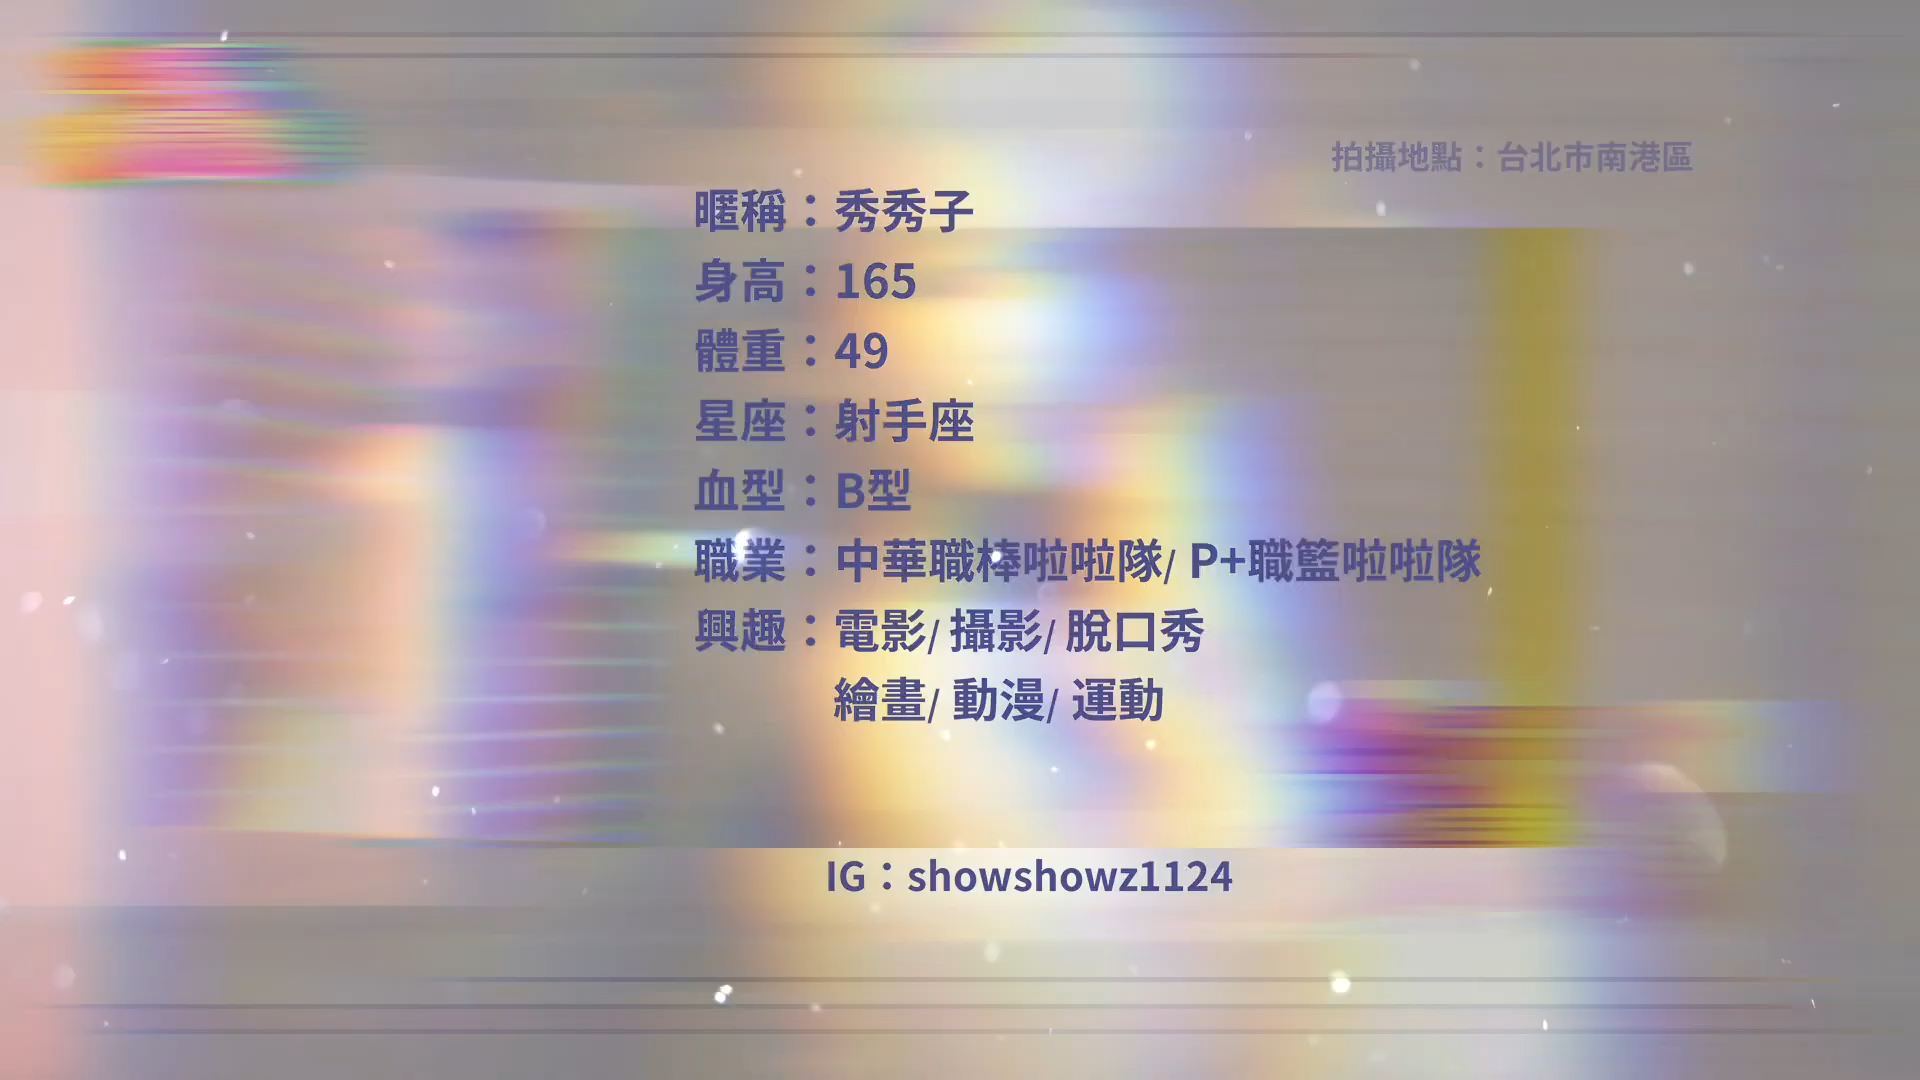 拍攝地點：台北市南港區
暱稱：秀秀子
身高：165
體重：49
星座：射手座
血型：B型
職業：中華職棒啦啦隊/ P+職籃啦啦隊
興趣：電影/ 攝影/ 脫口秀
繪畫/ 動漫/ 運動
IG：showshowz1124